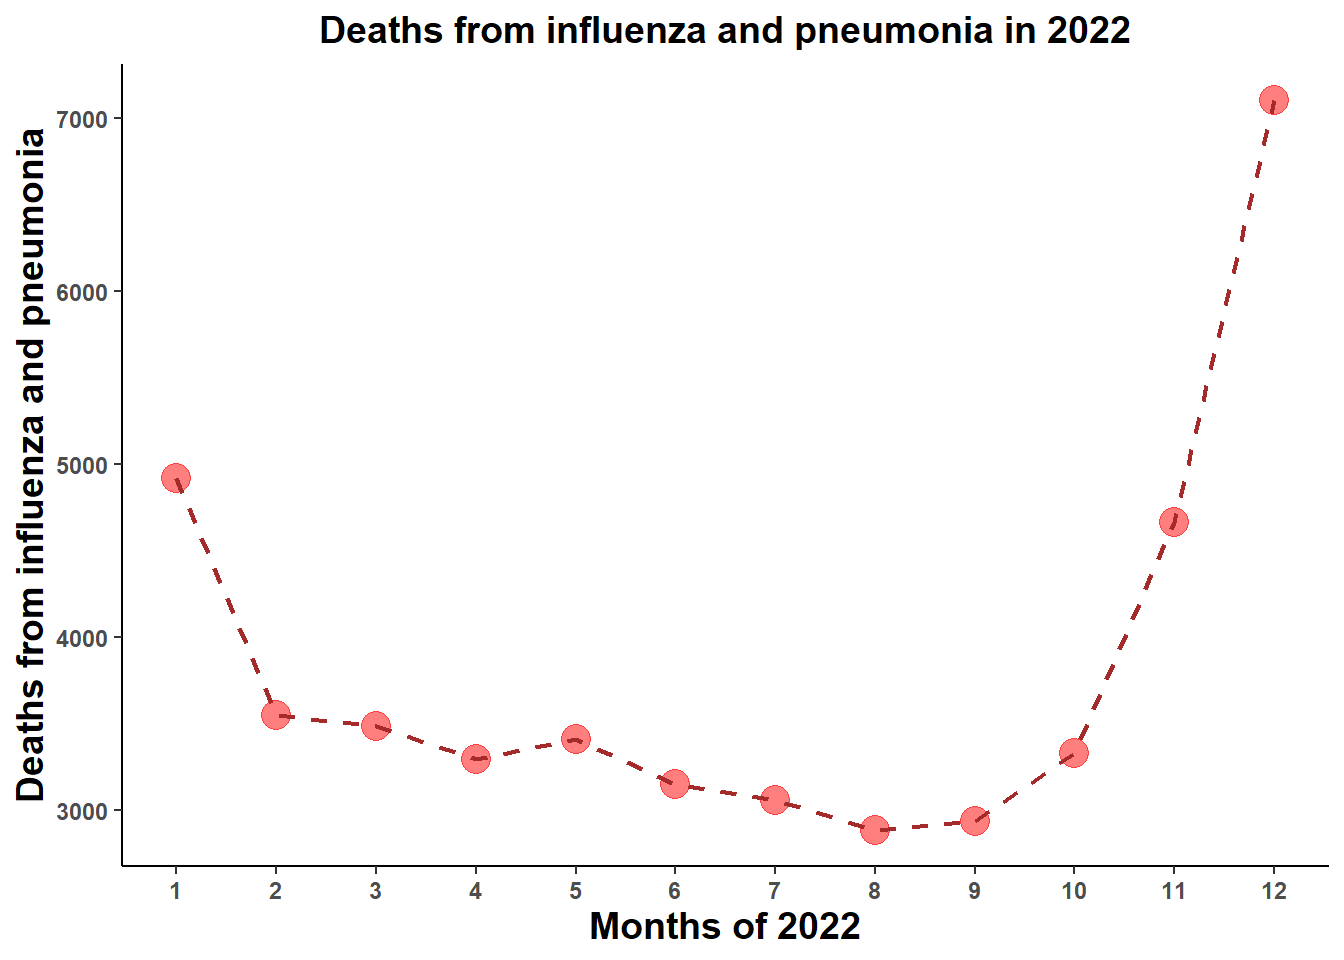 Deaths from influenza and pneumonia in 2022
Deaths from influenza and pneumonia
7000
6000
5000
4000
3000
1 2 3 4 5 6 7 8 9 10 11 12
Months of 2022